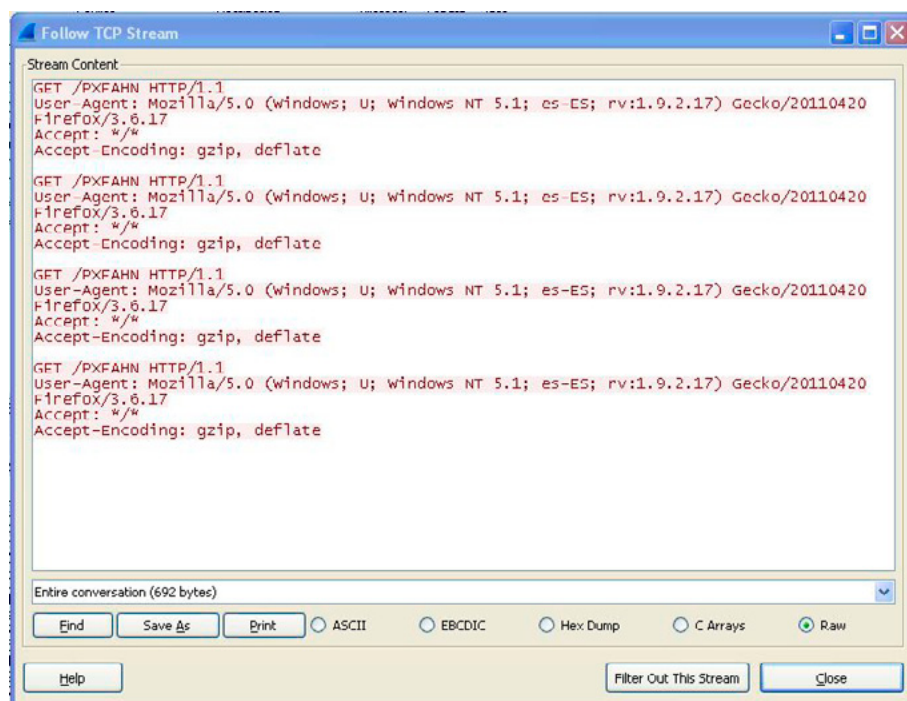 Follow TCP Stream
Stream Content
GET /PXFAHN HTTP/1.1
User-Agent: Mozilla/5.0 (Windows; U; Windows NT 5.1; es-ES; rv:1.9.2.17) Gecko/20110420
Firefox/3.6.17
Accept: */*
Accept-Encoding: gzip, deflate
GET /PXFAHN HTTP/1.1
User-Agent: Mozilla/5.0 (Windows; U; Windows NT 5.1; es-ES; rv:1.9.2.17) Gecko/20110420
Firefox/3.6.17
Accept: */*
Accept-Encoding: gzip, deflate
GET /PXFAHN HTTP/1.1
User-Agent: Mozilla/5.0 (Windows; U; Windows NT 5.1; es-ES; rv:1.9.2.17) Gecko/20110420
Firefox/3.6.17
Accept: */*
Accept-Encoding: gzip, deflate
GET /PXFAHN HTTP/1.1
User-Agent: Mozilla/5.0 (Windows; U; Windows NT 5.1; es-ES; rv:1.9.2.17) Gecko/20110420
Firefox/3.6.17
Accept: */*
Accept-Encoding: gzip, deflate
Entire conversation (692 bytes)
Find Save As Print ASCII EBCDIC Hex Dump C Arrays Raw
Help Filter Out This Stream Close